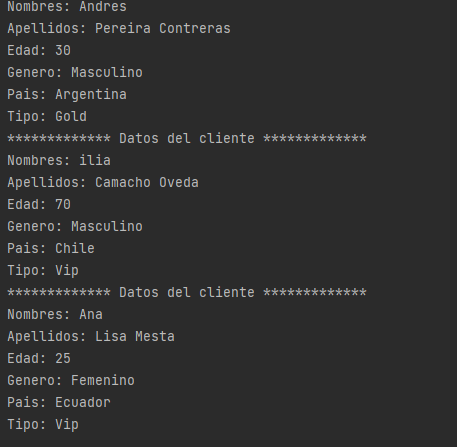 Nombres: Andres
Apellidos: Pereira Contreras
Edad: 30
Genero: Masculino
Pais: Argentina
Tipo: Gold
************* Datos del cliente *************
Nombres: ilia
Apellidos: Camacho Oveda
Edad: 70
Genero: Masculino
Pais: Chile
Tipo: Vip
************* Datos del cliente *************
Nombres: Ana
Apellidos: Lisa Mesta
Edad: 25
Genero: Femenino
Pais: Ecuador
Tipo: Vip